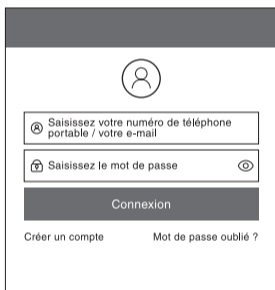 Saisissez votre numéro de téléphone
portable / votre e-mail
Saisissez le mot de passe
Connexion
Créer un compte Mot de passe oublié ?